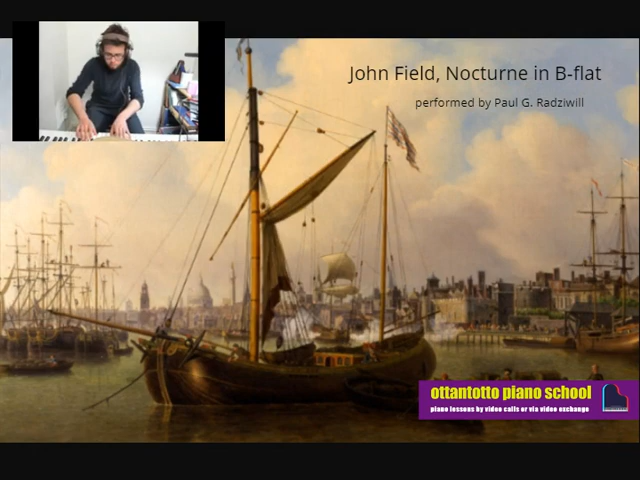 John Field, Nocturne in B-flat
performed by Paul G. Radziwill
ottantotto piano school
piano lessons by video calls or via video exchange